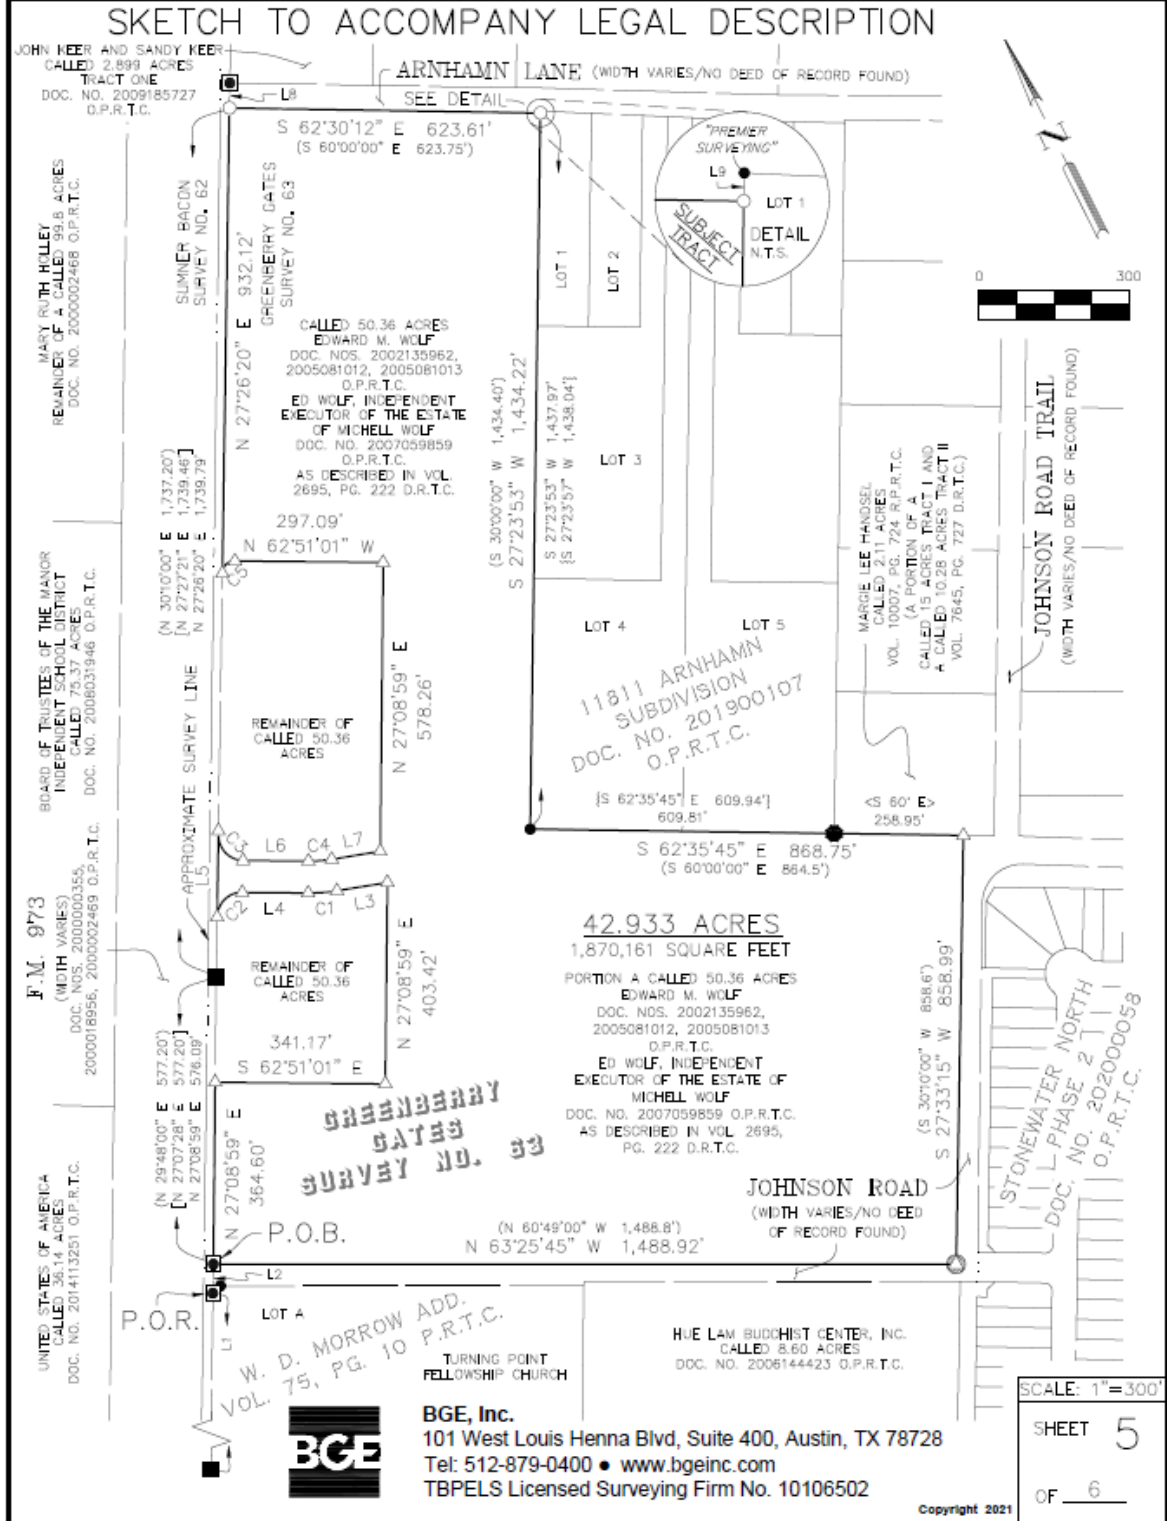 SKETCH TO ACCOMPANY LEGAL DESCRIPTION
JOHN KEER AND SANDY KEER
CALLED 2.899 ACRES
TRACT ONE
DOC. NO. 2009185727
O.P.R.T.C.
L8
ARNHAMN LANE (WIDTH VARIES/NO DEED OF RECORD FOUND)
SEE DETAIL
S 62°30'12" E 623.61'
(S 60°00'00" E 623.75')
"PREMIER
SURVEYING"
L9
LOT 1
SUBJECT
TRACT
DETAIL
N.T.S.
N
0 300
MARY RUTH HOLLEY
REMAINDER OF A CALLED 99.8 ACRES
DOC. NO. 2000002468 O.P.R.T.C.
SUMNER BACON
SURVEY NO. 62
GREENBERRY GATES
SURVEY NO. 63
N 27°26'20" E 932.12'
CALLED 50.36 ACRES
EDWARD M. WOLF
DOC. NOS. 2002135962,
2005081012, 2005081013
O.P.R.T.C.
ED WOLF, INDEPENDENT
EXECUTOR OF THE ESTATE
OF MICHELL WOLF
DOC. NO. 2007059859
O.P.R.T.C.
AS DESCRIBED IN VOL.
2695, PG. 222 D.R.T.C.
297.09'
N 62°51'01" W
C5
(N 30°10'00" E 1,737.20')
[N 27°27'21" E 1,739.46']
N 27°26'20" E 1,739.79'
(S 30°00'00" W 1,434.40')
S 27°23'53" W 1,434.22'
S 27°23'53" W 1,437.97'
{S 27°23'57" W 1,438.04'}
LOT 1
LOT 2
LOT 3
LOT 4
LOT 5
11811 ARNHAMN
SUBDIVISION
DOC. NO. 201900107
O.P.R.T.C.
MARGIE LEE HANDSEL
CALLED 2.11 ACRES
VOL. 10007, PG. 724 R.P.R.T.C.
(A PORTION OF A
CALLED 15 ACRES TRACT I AND
A CALLED 10.28 ACRES TRACT II
VOL. 7645, PG. 727 D.R.T.C.)
JOHNSON ROAD TRAIL
(WIDTH VARIES/NO DEED OF RECORD FOUND)
BOARD OF TRUSTEES OF THE MANOR
INDEPENDENT SCHOOL DISTRICT
CALLED 75.37 ACRES
DOC. NO. 2008031946 O.P.R.T.C.
APPROXIMATE SURVEY LINE
L5
REMAINDER OF
CALLED 50.36
ACRES
N 27°08'59" E
578.26'
C3
L6
C4
L7
C2
L4
C1
L3
{S 62°35'45" E 609.94'}
609.81'
<S 60° E>
258.95'
S 62°35'45" E 868.75'
(S 60°00'00" E 864.5')
F.M. 973
(WIDTH VARIES)
DOC. NOS. 2000000355,
2000018956, 2000002469 O.P.R.T.C.
REMAINDER OF
CALLED 50.36
ACRES
N 27°08'59" E
403.42'
341.17'
S 62°51'01" E
42.933 ACRES
1,870,161 SQUARE FEET
PORTION A CALLED 50.36 ACRES
EDWARD M. WOLF
DOC. NOS. 2002135962,
2005081012, 2005081013
O.P.R.T.C.
ED WOLF, INDEPENDENT
EXECUTOR OF THE ESTATE OF
MICHELL WOLF
DOC. NO. 2007059859 O.P.R.T.C.
AS DESCRIBED IN VOL 2695,
PG. 222 D.R.T.C.
(S 30°10'00" W 858.6')
S 27°33'15" W 858.99'
STONEWATER NORTH
PHASE 2
DOC. NO. 202000058
O.P.R.T.C.
(N 29°48'00" E 577.20')
[N 27°07'28" E 577.20']
N 27°08'59" E 576.09'
N 27°08'59" E
364.60'
GREENBERRY
GATES
SURVEY NO. 63
JOHNSON ROAD
(WIDTH VARIES/NO DEED
OF RECORD FOUND)
(N 60°49'00" W 1,488.8')
N 63°25'45" W 1,488.92'
P.O.B.
L2
P.O.R.
L1
LOT A
W. D. MORROW ADD.
VOL. 75, PG. 10 P.R.T.C.
UNITED STATES OF AMERICA
CALLED 36.14 ACRES
DOC. NO. 2014113251 O.P.R.T.C.
TURNING POINT
FELLOWSHIP CHURCH
HUE LAM BUDDHIST CENTER, INC.
CALLED 8.60 ACRES
DOC. NO. 2006144423 O.P.R.T.C.
BGE
BGE, Inc.
101 West Louis Henna Blvd, Suite 400, Austin, TX 78728
Tel: 512-879-0400 ● www.bgeinc.com
TBPELS Licensed Surveying Firm No. 10106502
Copyright 2021
SCALE: 1"=300'
SHEET 5
OF 6